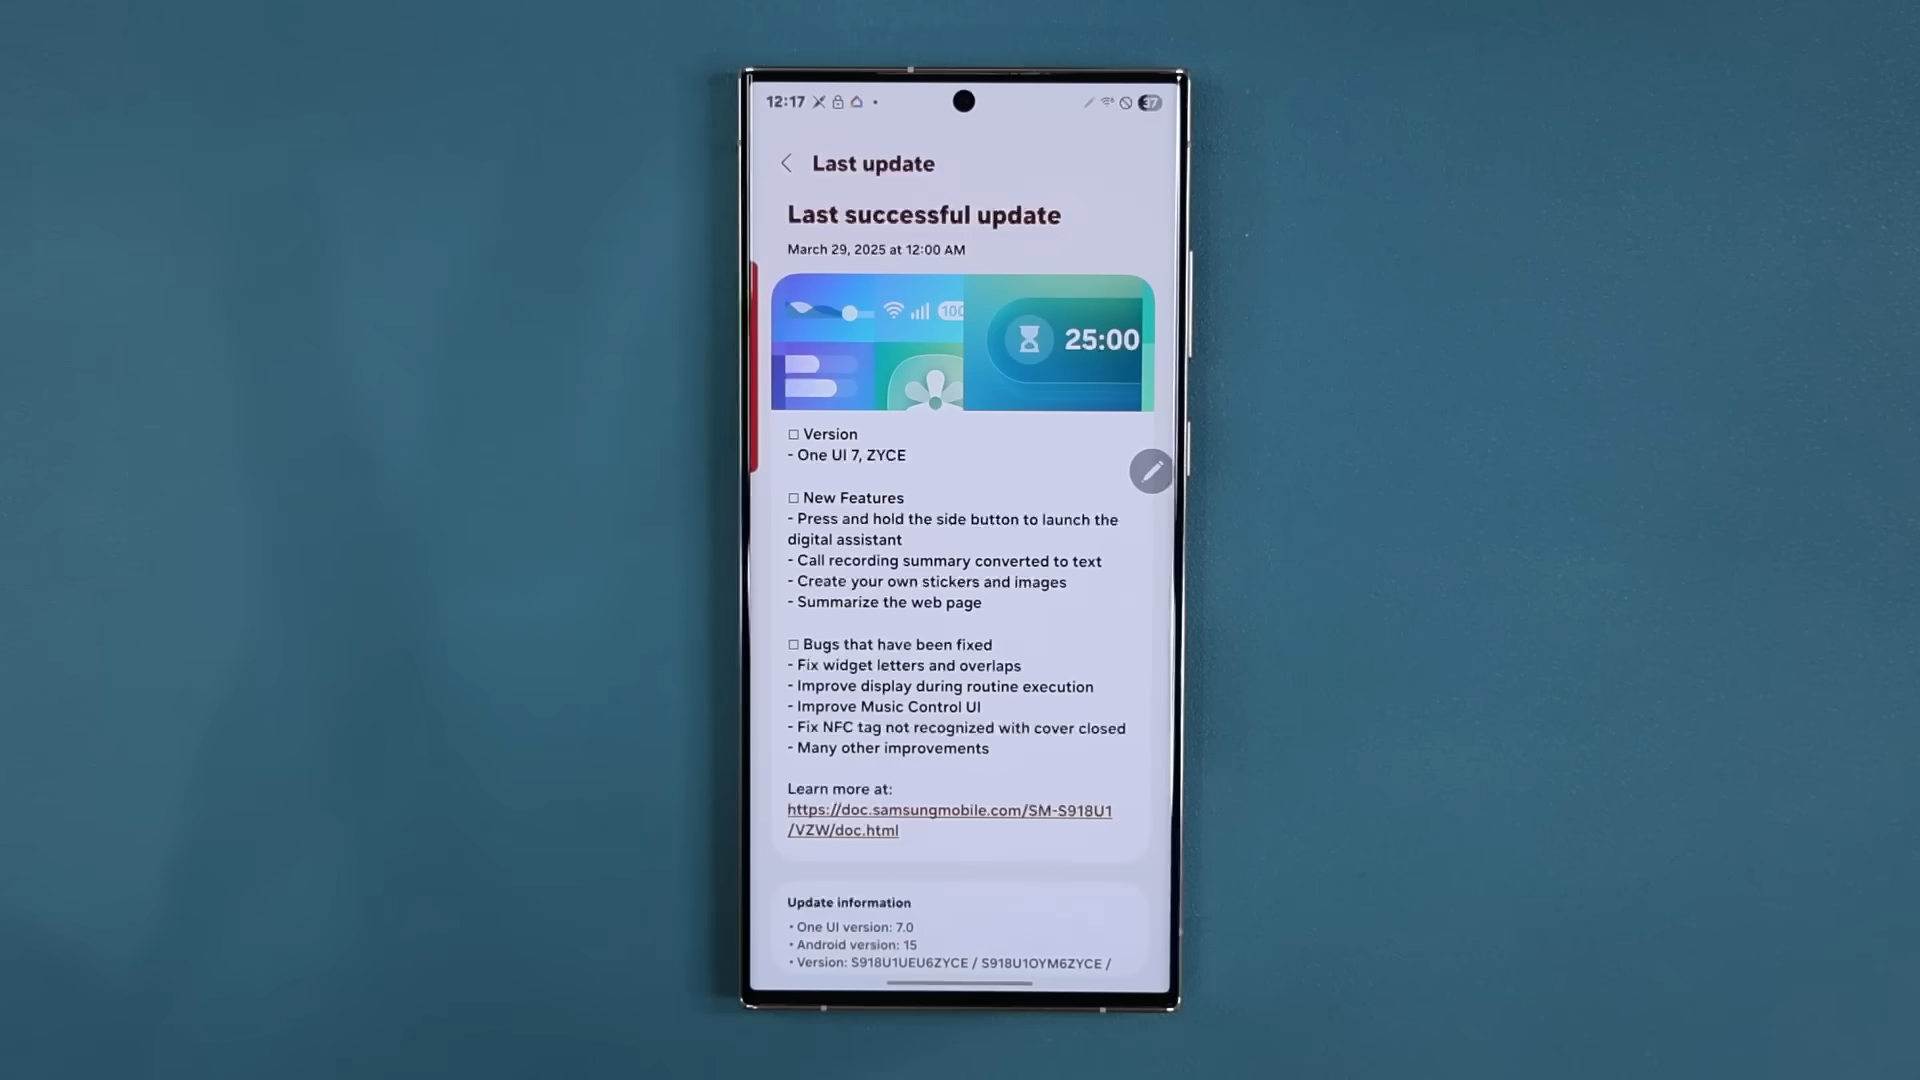 12:17
37
Last update
Last successful update
March 29, 2025 at 12:00 AM
100
25:00
□ Version
- One UI 7, ZYCE
□ New Features
- Press and hold the side button to launch the
digital assistant
- Call recording summary converted to text
- Create your own stickers and images
- Summarize the web page
□ Bugs that have been fixed
- Fix widget letters and overlaps
- Improve display during routine execution
- Improve Music Control UI
- Fix NFC tag not recognized with cover closed
- Many other improvements
Learn more at:
https://doc.samsungmobile.com/SM-S918U1
/VZW/doc.html
Update information
• One UI version: 7.0
• Android version: 15
• Version: S918U1UEU6ZYCE / S918U1OYM6ZYCE /